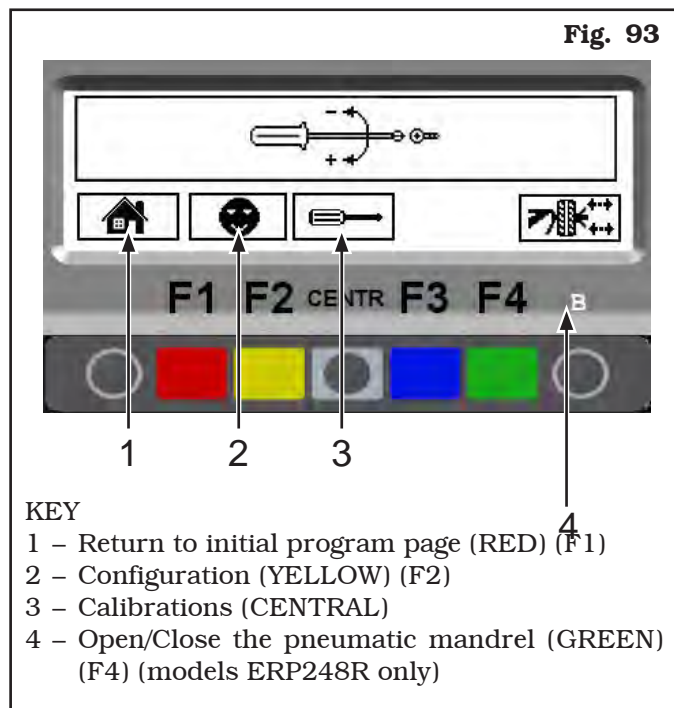 Fig. 93
F1 F2 CENTR F3 F4 B
1 2 3
4
KEY
1 – Return to initial program page (RED) (F1)
2 – Configuration (YELLOW) (F2)
3 – Calibrations (CENTRAL)
4 – Open/Close the pneumatic mandrel (GREEN)
(F4) (models ERP248R only)